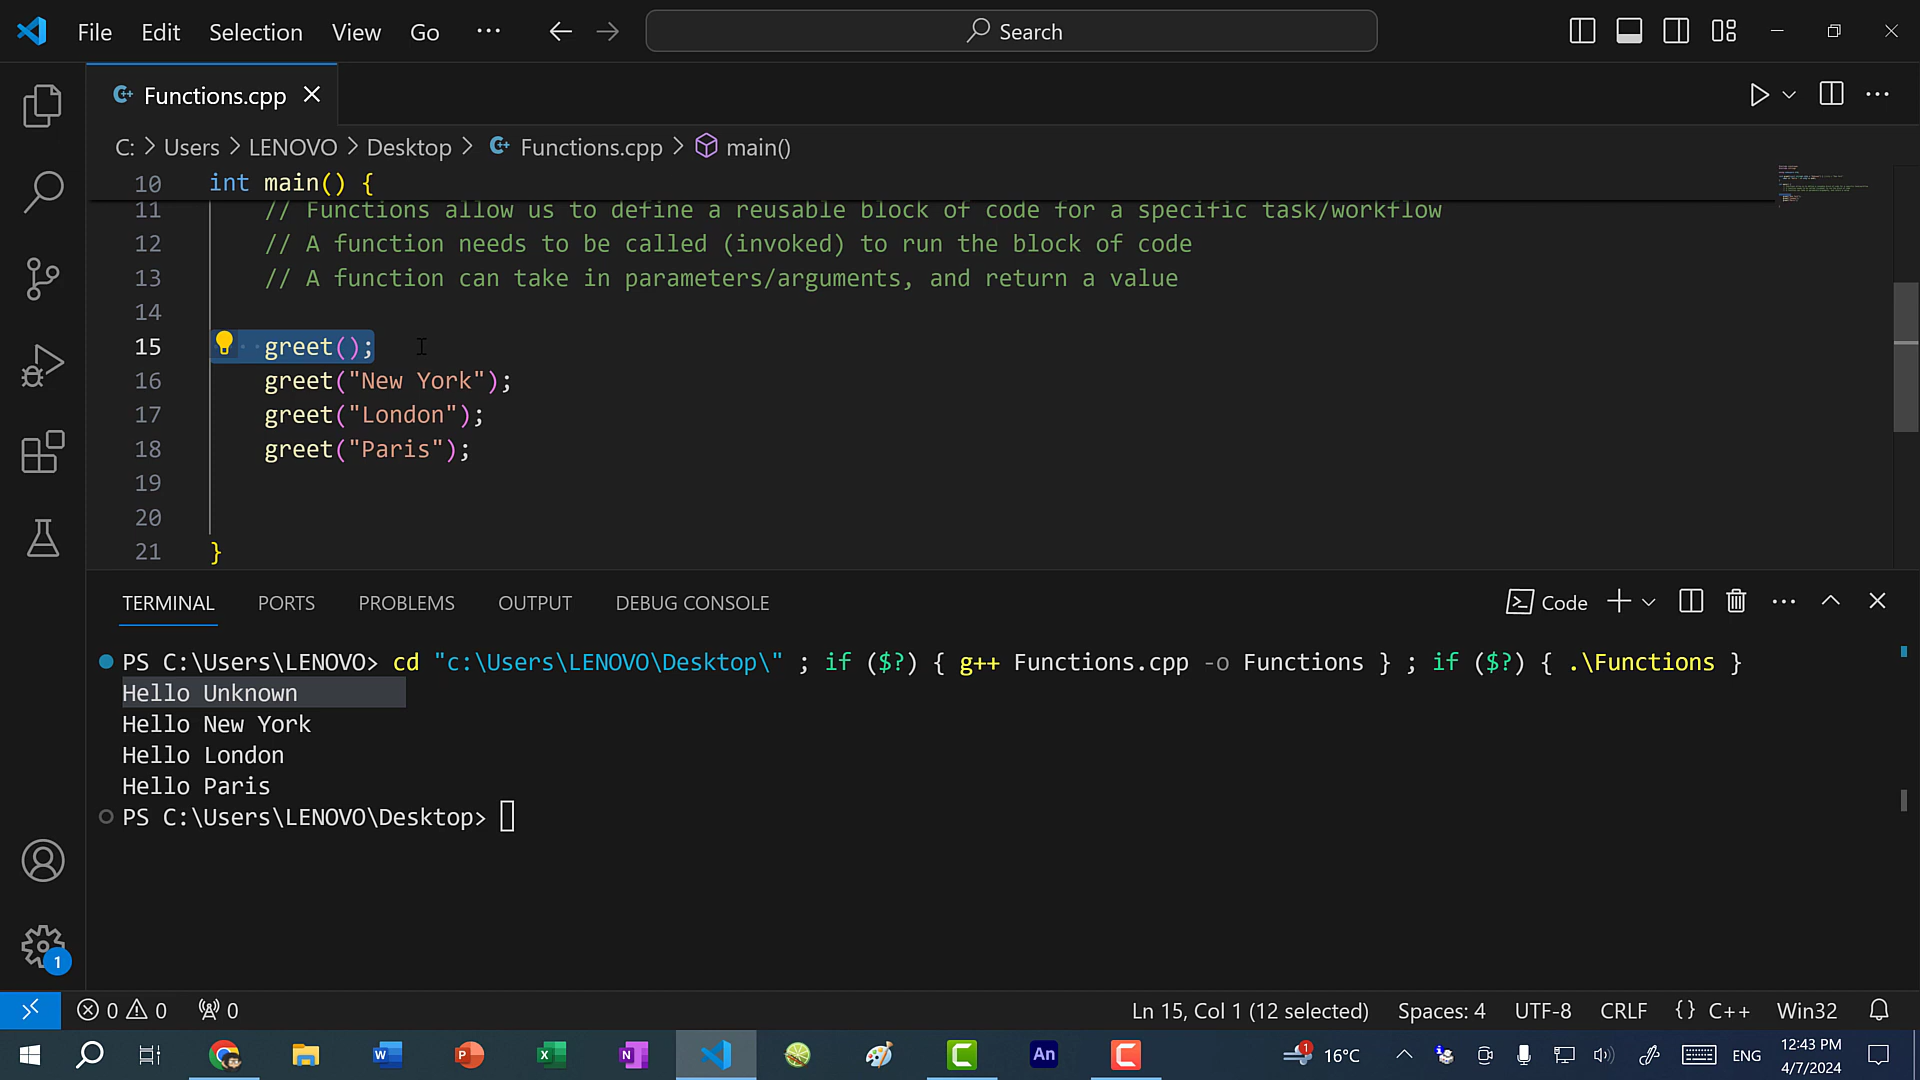 File Edit Selection View Go ··· Search
Functions.cpp
C: > Users > LENOVO > Desktop > Functions.cpp > main()
10 int main() {
11 // Functions allow us to define a reusable block of code for a specific task/workflow
12 // A function needs to be called (invoked) to run the block of code
13 // A function can take in parameters/arguments, and return a value
14
15 greet();
16 greet("New York");
17 greet("London");
18 greet("Paris");
19
20
21 }
TERMINAL PORTS PROBLEMS OUTPUT DEBUG CONSOLE Code
PS C:\Users\LENOVO> cd "c:\Users\LENOVO\Desktop\" ; if ($?) { g++ Functions.cpp -o Functions } ; if ($?) { .\Functions }
Hello Unknown
Hello New York
Hello London
Hello Paris
PS C:\Users\LENOVO\Desktop>
1
0 0 0 Ln 15, Col 1 (12 selected) Spaces: 4 UTF-8 CRLF {} C++ Win32
An 1 16°C ENG 12:43 PM
4/7/2024